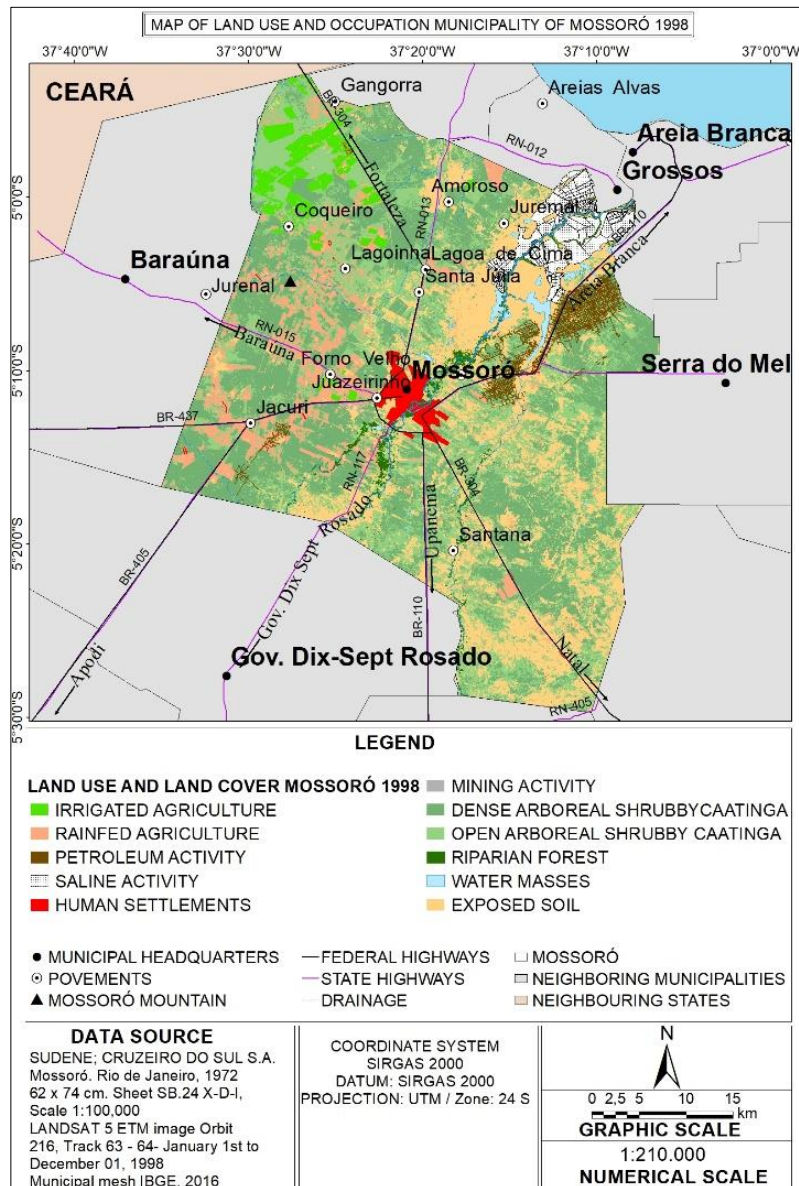 MAP OF LAND USE AND OCCUPATION MUNICIPALITY OF MOSSORÓ 1998
37°40'0"W
37°30'0"W
37°20'0"W
37°10'0"W
37°0'0"W
CEARÁ
Gangorra
Areias Alvas
BR-304
Areia Branca
RN-012
Grossos
Fortaleza
5°0'0"S
Amoroso
RN-013
Juremal
Coqueiro
BR-110
Lagoinha
Lagoa de Cima
Baraúna
Santa Júlia
Jurenal
Areia Branca
RN-015
Baraúna
Forno Velho
5°10'0"S
Mossoró
Serra do Mel
Juazeirinho
Jacuri
BR-437
RN-117
BR-304
Santana
5°20'0"S
Upanema
BR-405
Gov. Dix Sept Rosado
BR-110
Gov. Dix-Sept Rosado
Natal
Apodi
RN-405
5°30'0"S
LEGEND
LAND USE AND LAND COVER MOSSORÓ 1998
IRRIGATED AGRICULTURE
RAINFED AGRICULTURE
PETROLEUM ACTIVITY
SALINE ACTIVITY
HUMAN SETTLEMENTS
MINING ACTIVITY
DENSE ARBOREAL SHRUBBYCAATINGA
OPEN ARBOREAL SHRUBBY CAATINGA
RIPARIAN FOREST
WATER MASSES
EXPOSED SOIL
MUNICIPAL HEADQUARTERS
POVEMENTS
MOSSORÓ MOUNTAIN
FEDERAL HIGHWAYS
STATE HIGHWAYS
DRAINAGE
MOSSORÓ
NEIGHBORING MUNICIPALITIES
NEIGHBOURING STATES
DATA SOURCE
SUDENE; CRUZEIRO DO SUL S.A.
Mossoró. Rio de Janeiro, 1972
62 x 74 cm. Sheet SB.24 X-D-I,
Scale 1:100,000
LANDSAT 5 ETM image Orbit
216, Track 63 - 64- January 1st to
December 01, 1998
Municipal mesh IBGE, 2016
COORDINATE SYSTEM
SIRGAS 2000
DATUM: SIRGAS 2000
PROJECTION: UTM / Zone: 24 S
N
0 2,5 5 10 15
km
GRAPHIC SCALE
1:210.000
NUMERICAL SCALE